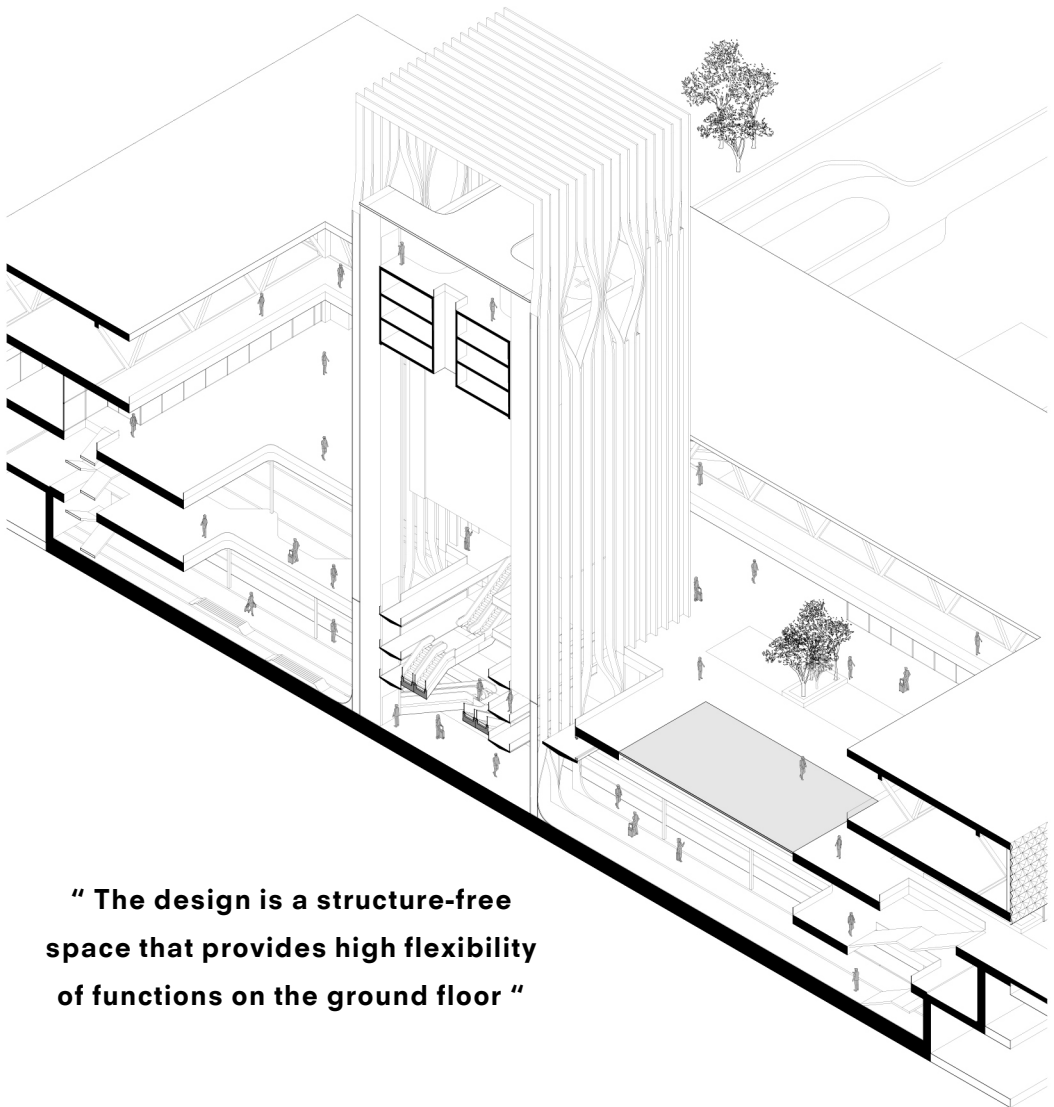 “ The design is a structure-free
space that provides high flexibility
of functions on the ground floor “